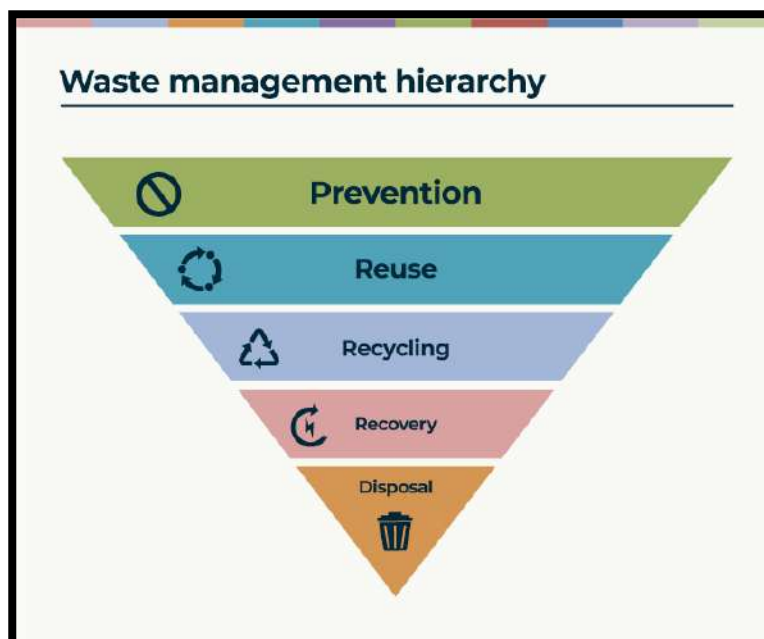 Waste management hierarchy
Prevention
Reuse
Recycling
Recovery
Disposal